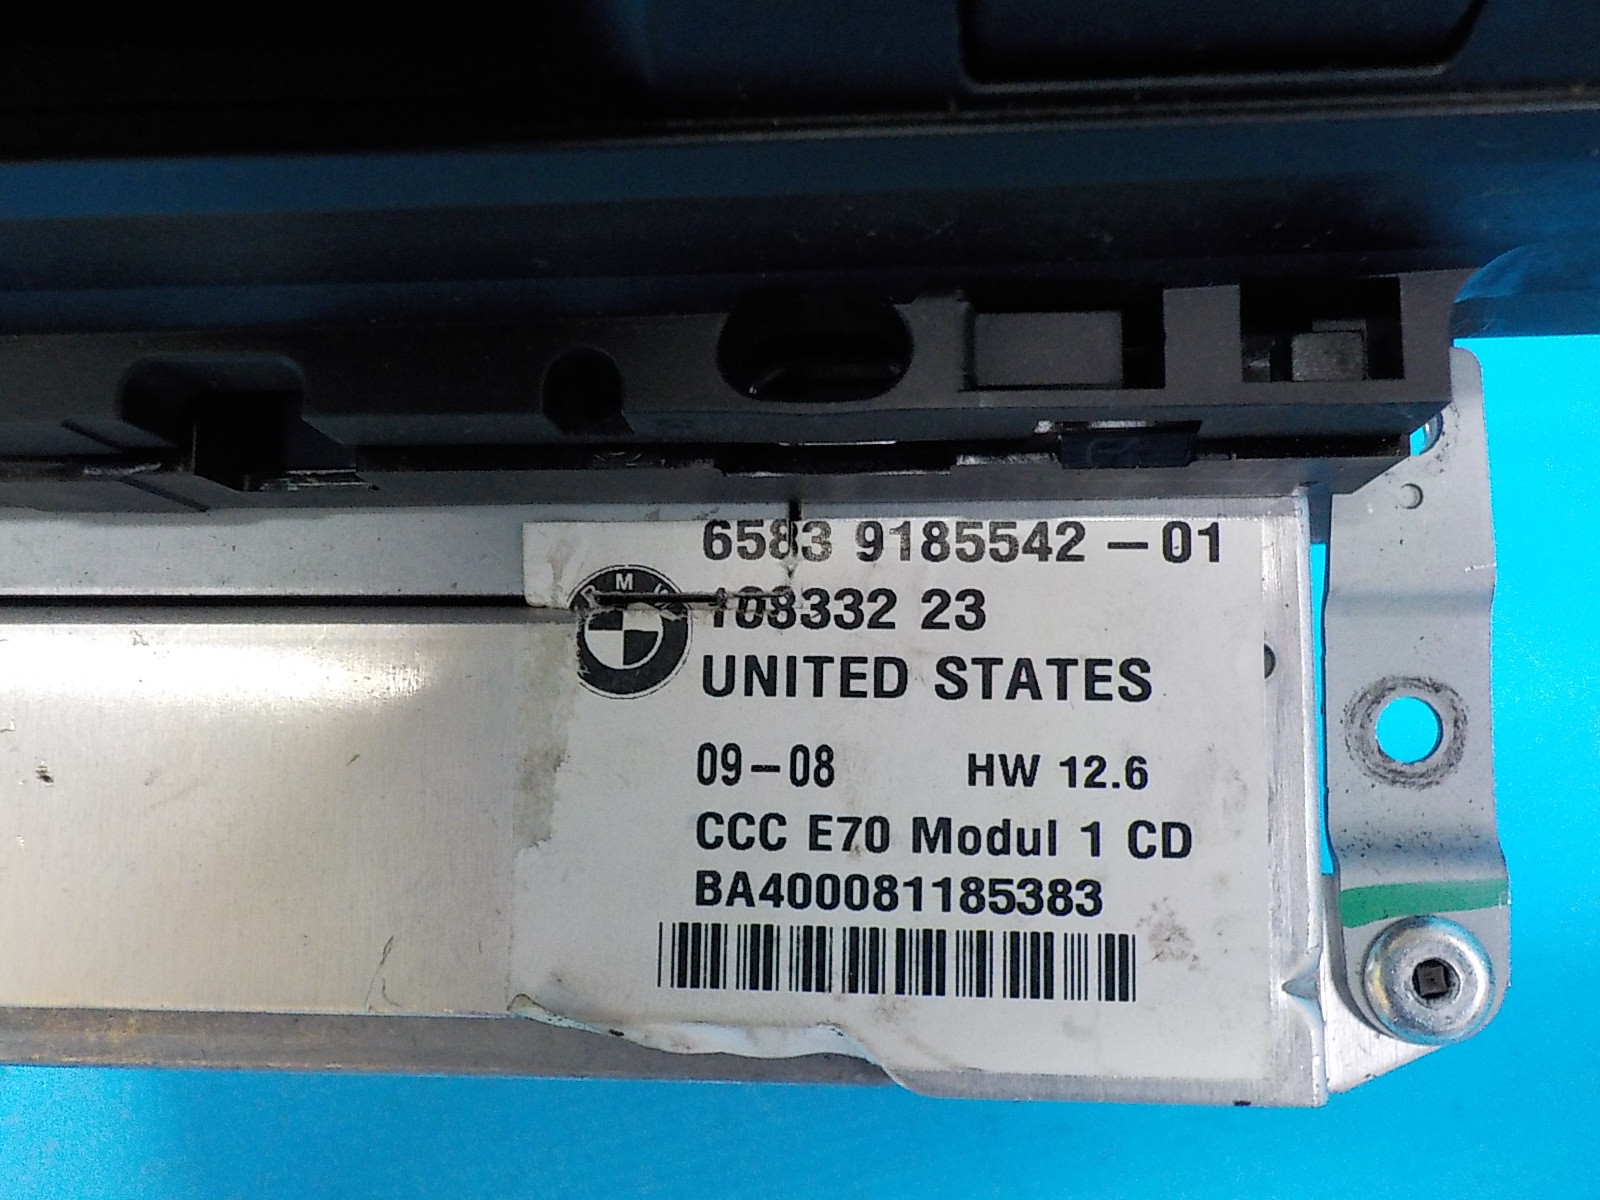 6583 9185542 - 01
108332 23
UNITED STATES
09 - 08 HW 12.6
CCC E70 Modul 1 CD
BA400081185383